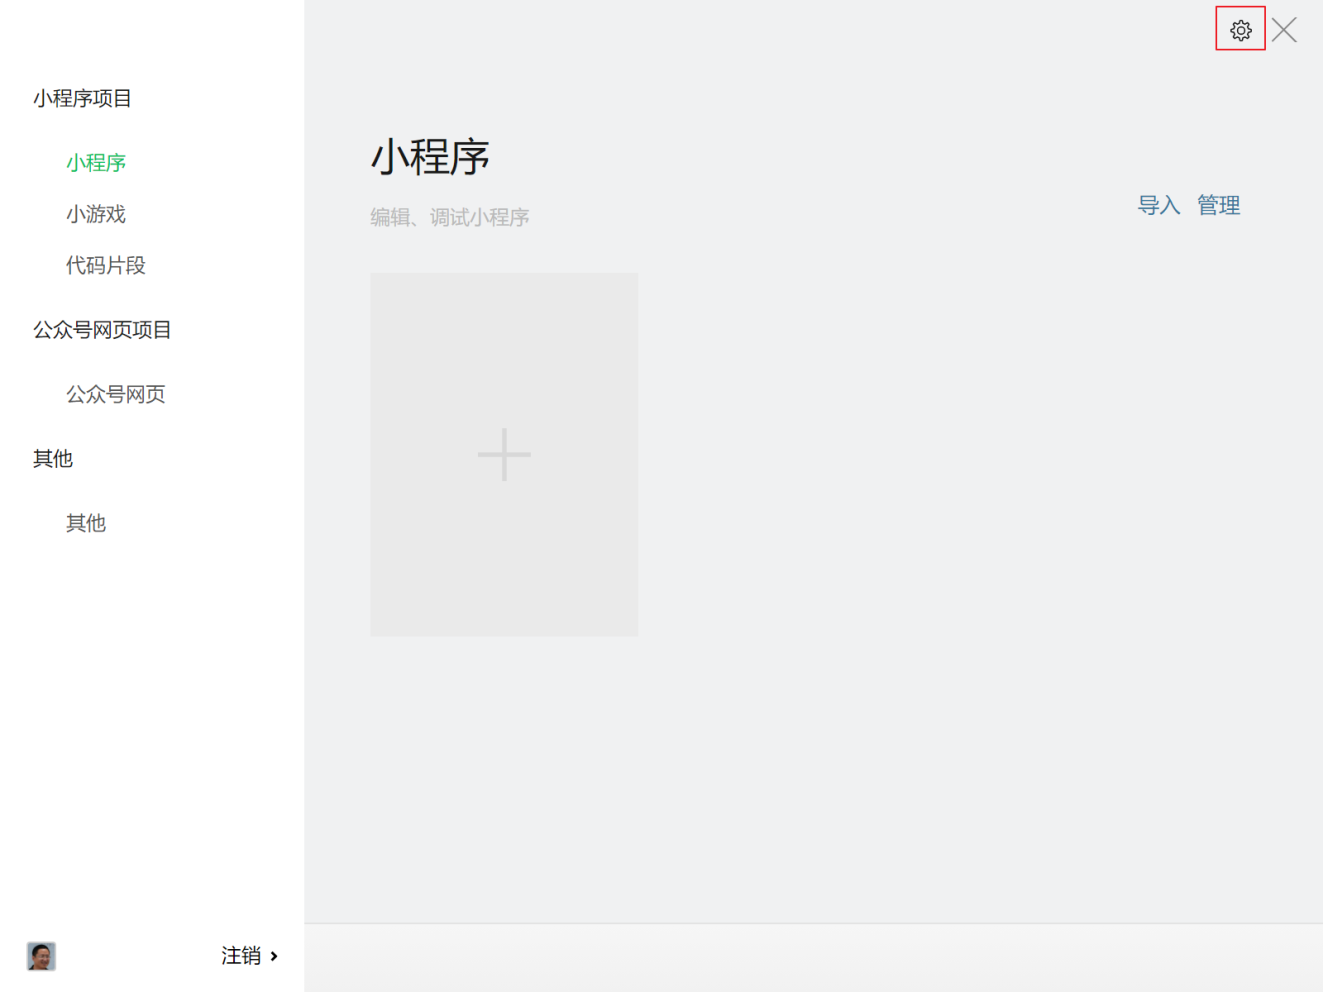 小程序项目
小程序
小游戏
代码片段
公众号网页项目
公众号网页
其他
其他
注销
小程序
编辑、调试小程序
导入 管理